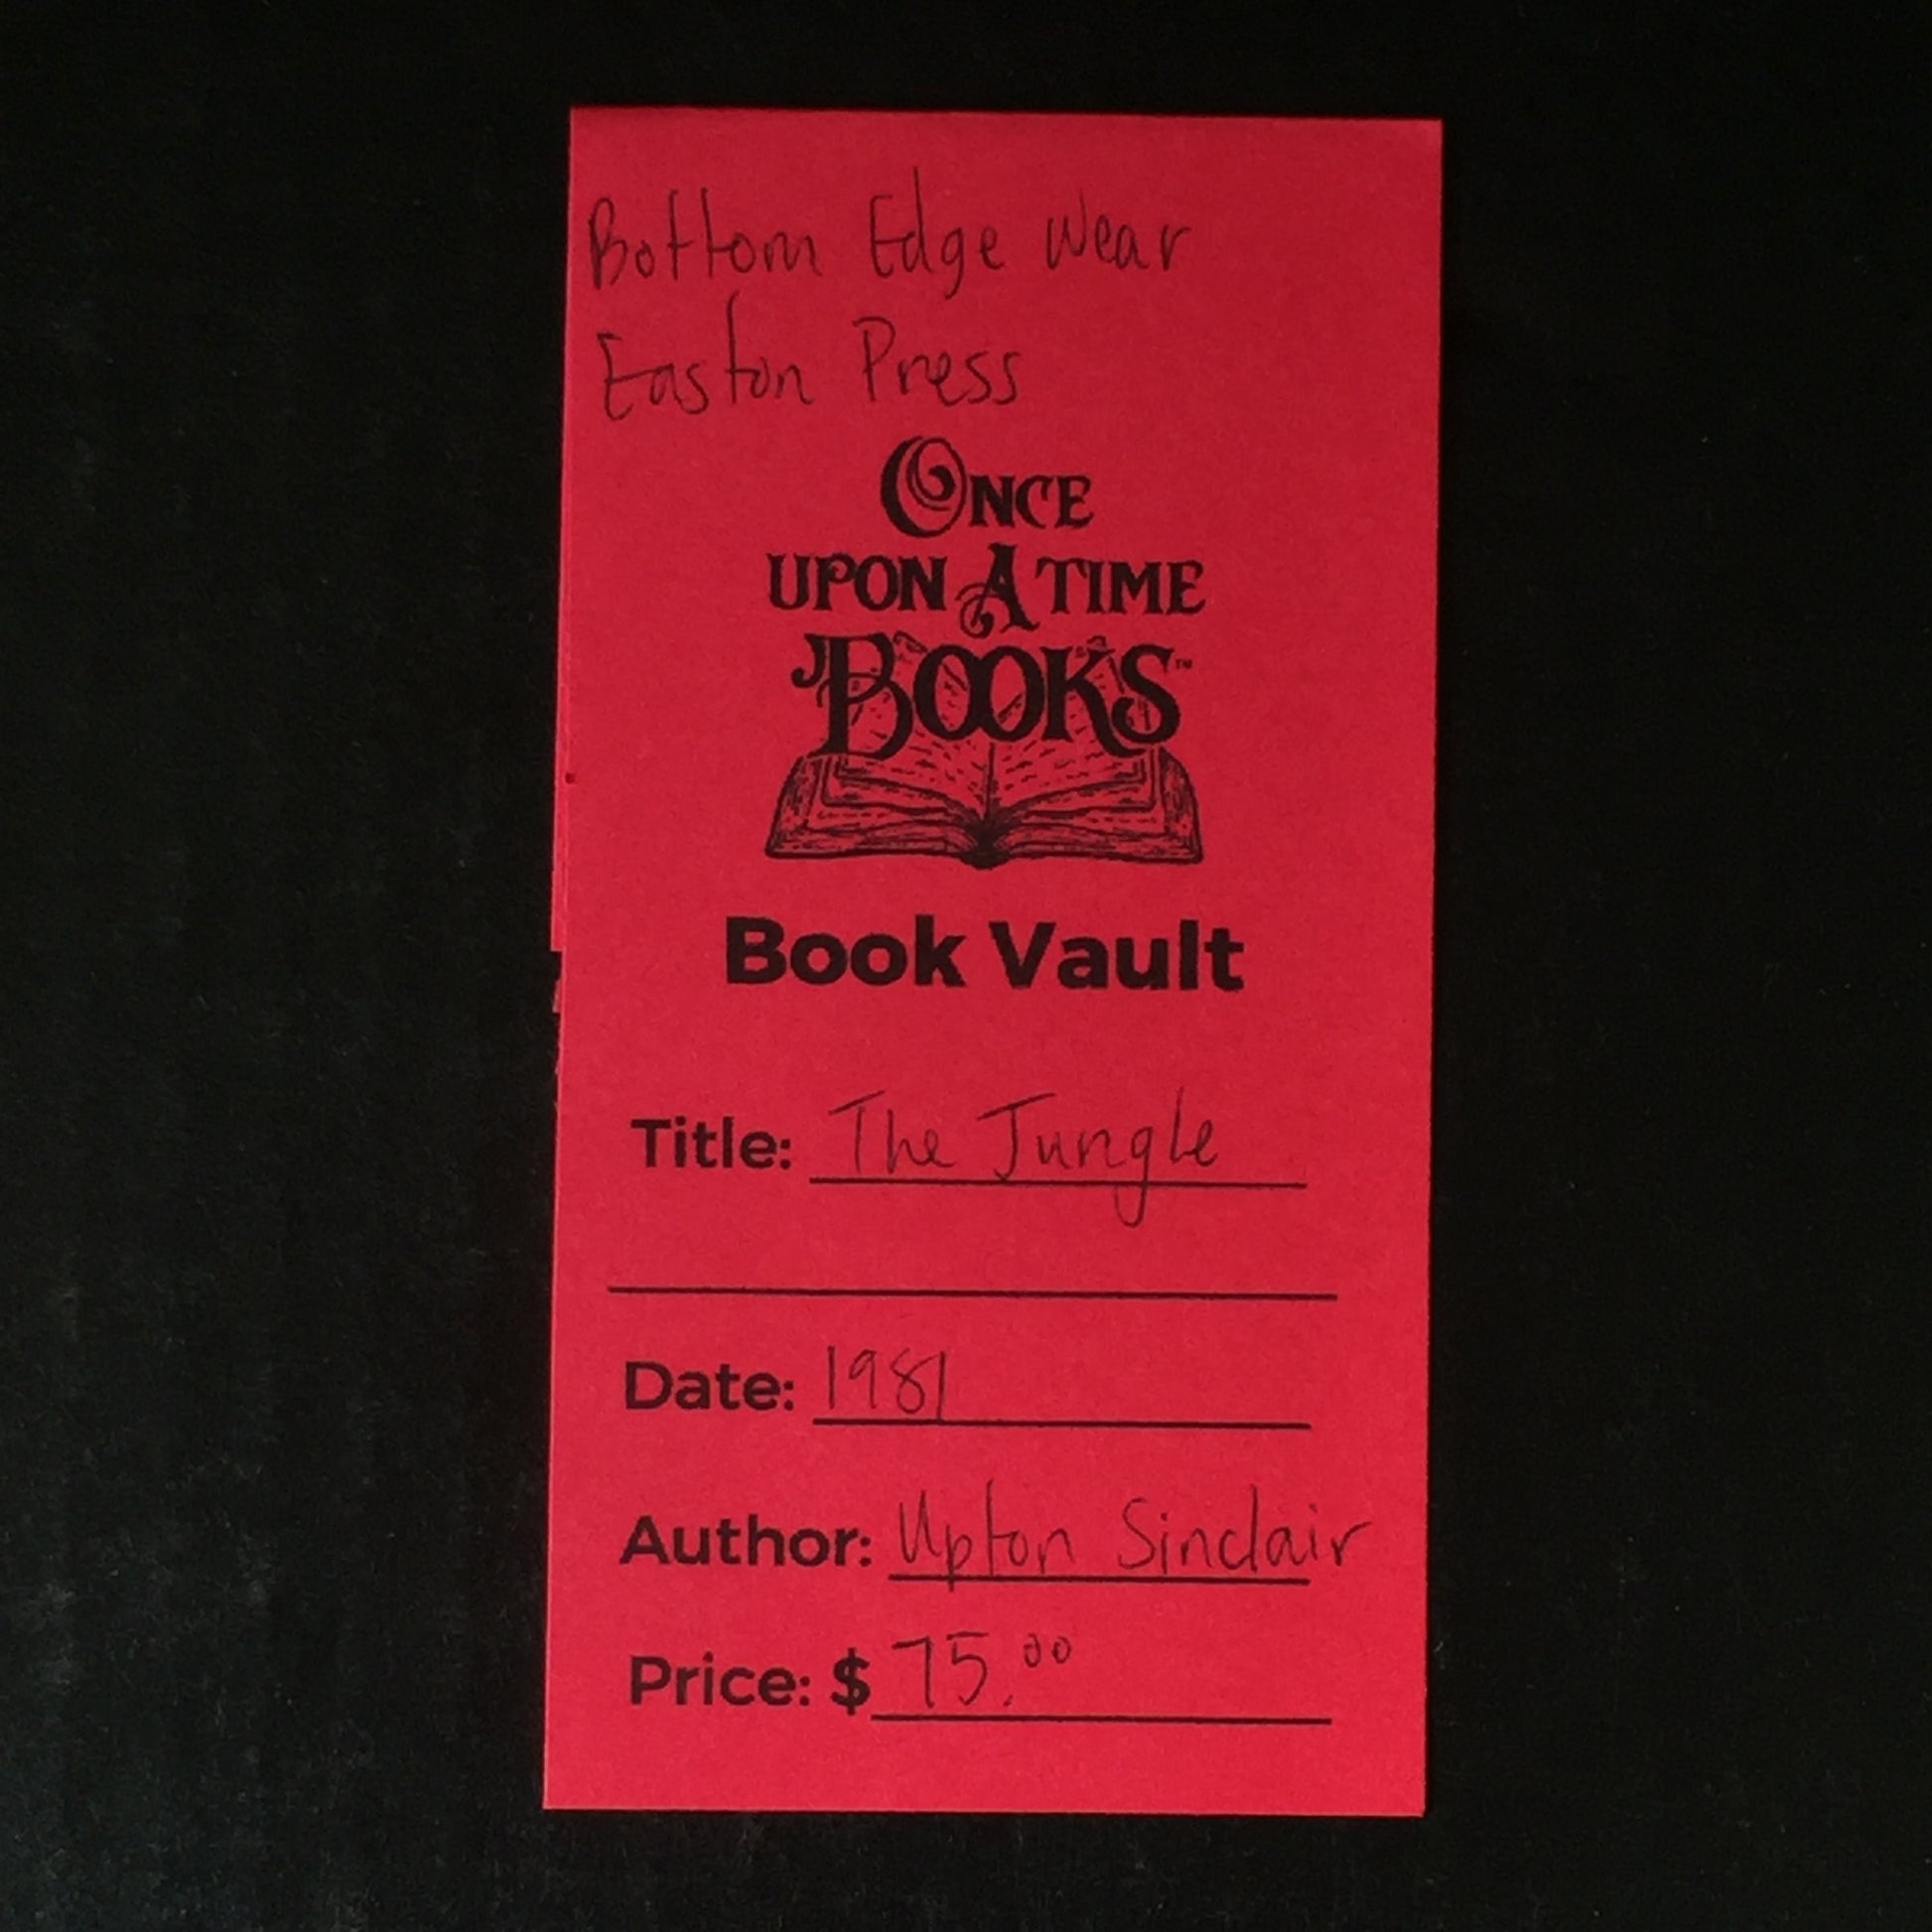 Bottom Edge Wear
Easton Press
ONCE
UPON A TIME
BOOKS™
Book Vault
Title: The Jungle
Date: 1981
Author: Upton Sinclair
Price: $ 75.00